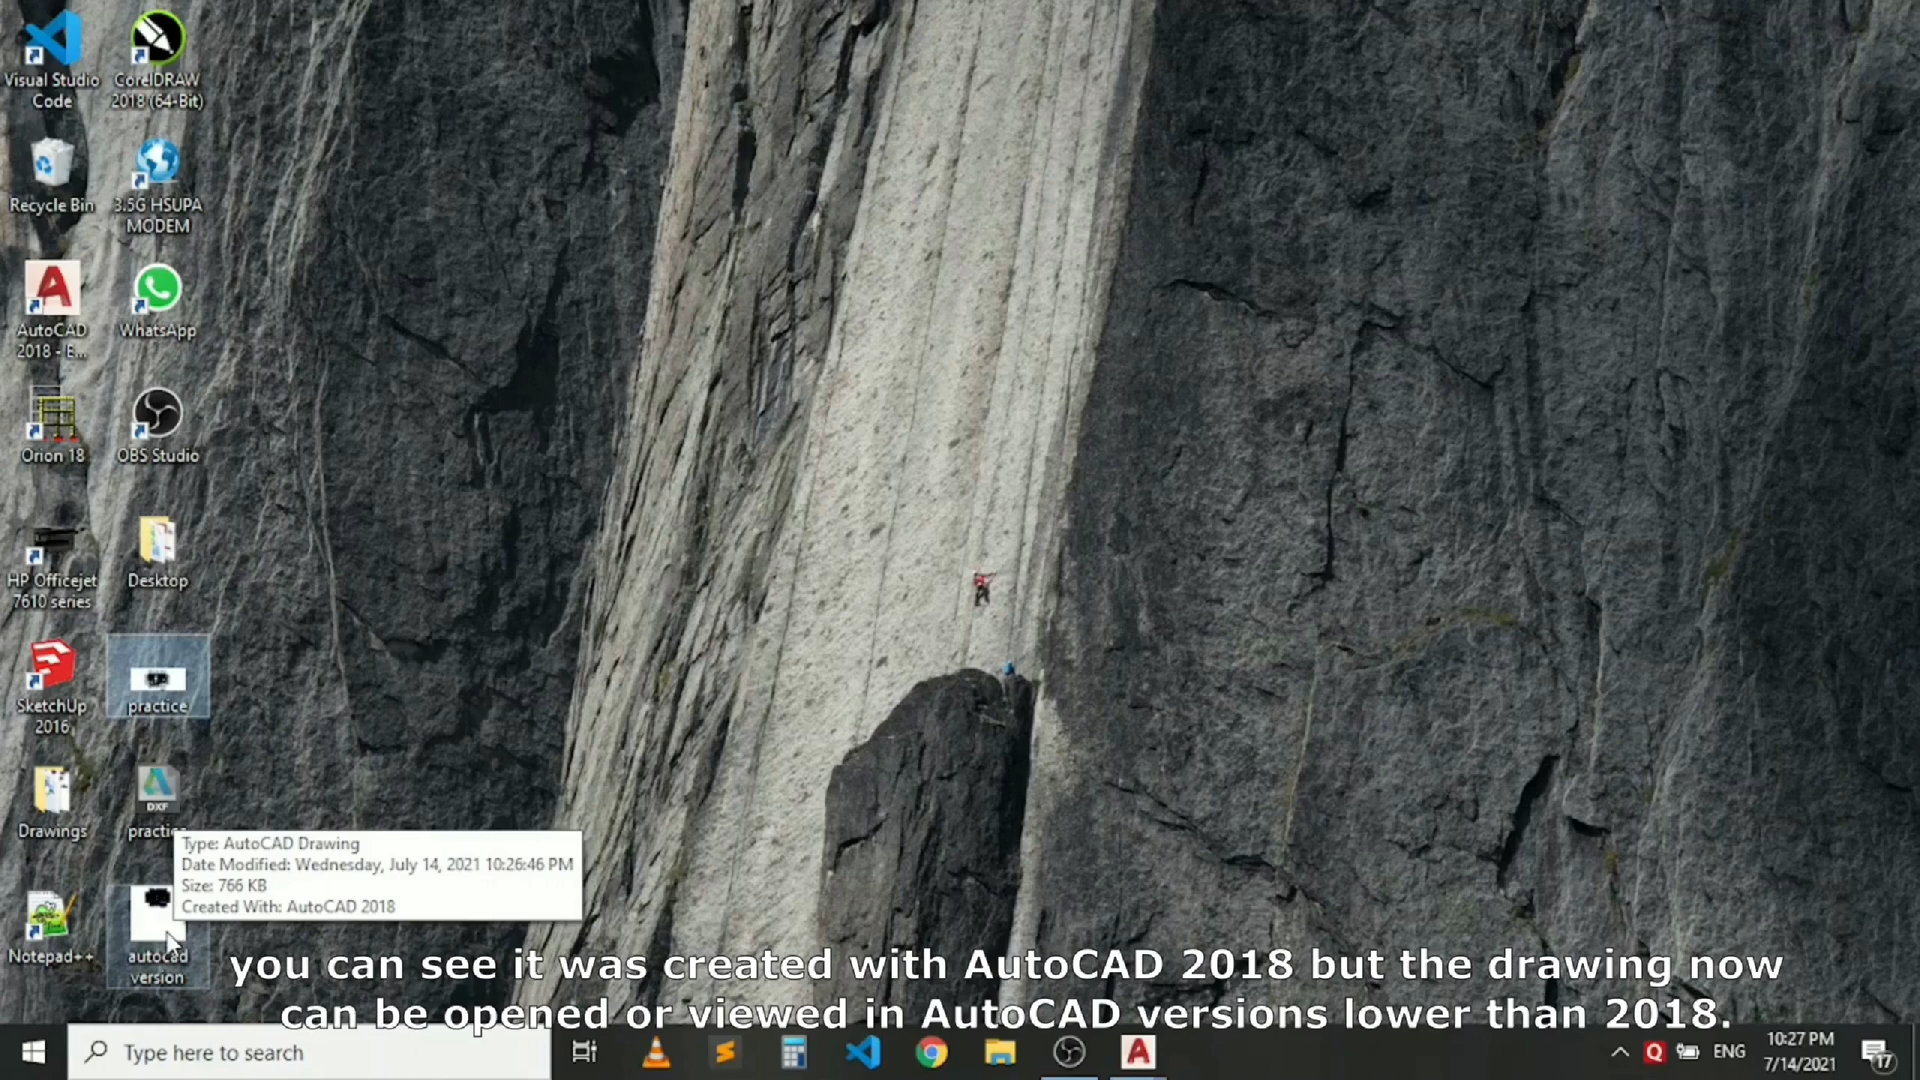 Visual Studio
Code
CorelDRAW
2018 (64-Bit)
Recycle Bin
3.5G HSUPA
MODEM
AutoCAD
2018 - E...
WhatsApp
Orion 18
OBS Studio
HP Officejet
7610 series
Desktop
SketchUp
2016
practice
Drawings
DXF
practice
Type: AutoCAD Drawing
Date Modified: Wednesday, July 14, 2021 10:26:46 PM
Size: 766 KB
Created With: AutoCAD 2018
Notepad++
autocad
version
you can see it was created with AutoCAD 2018 but the drawing now
can be opened or viewed in AutoCAD versions lower than 2018.
Type here to search
ENG
10:27 PM
7/14/2021
17